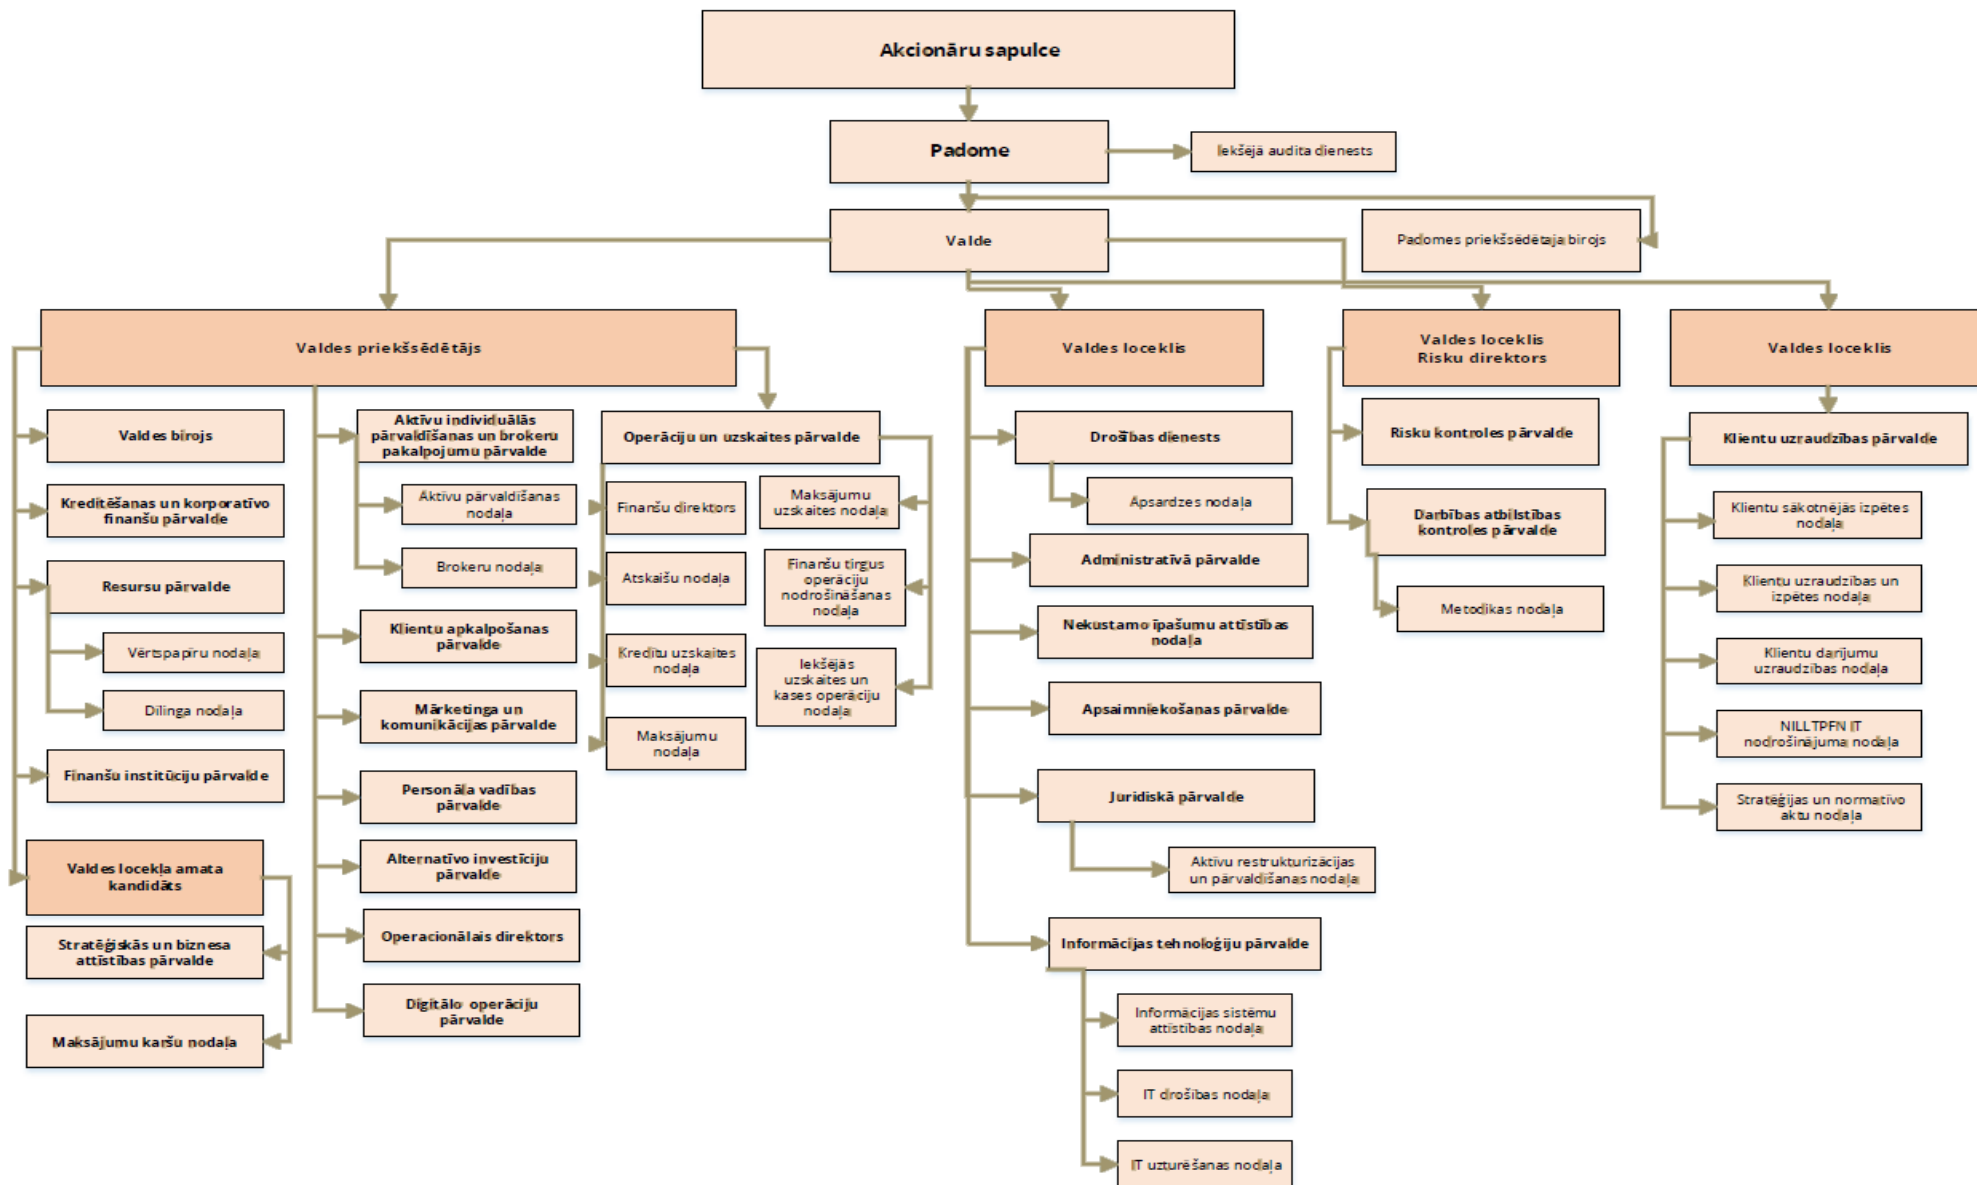 Akcionāru sapulce
Padome
Iekšējā audita dienests
Valde
Padomes priekšsēdētāja birojs
Valdes priekšsēdētājs
Valdes loceklis
Valdes loceklis
Risku direktors
Valdes loceklis
Valdes birojs
Kreditēšanas un korporatīvo
finanšu pārvalde
Resursu pārvalde
Vērtspapīru nodaļa
Dīlinga nodaļa
Finanšu institūciju pārvalde
Valdes locekļa amata
kandidāts
Stratēģiskās un biznesa
attīstības pārvalde
Maksājumu karšu nodaļa
Aktīvu individuālās
pārvaldīšanas un brokeru
pakalpojumu pārvalde
Aktīvu pārvaldīšanas
nodaļa
Brokeru nodaļa
Klientu apkalpošanas
pārvalde
Mārketinga un
komunikācijas pārvalde
Personāla vadības
pārvalde
Alternatīvo investīciju
pārvalde
Operacionālais direktors
Digitālo operāciju
pārvalde
Operāciju un uzskaites pārvalde
Finanšu direktors
Atskaišu nodaļa
Kredītu uzskaites
nodaļa
Maksājumu
nodaļa
Maksājumu
uzskaites nodaļa
Finanšu tirgus
operāciju
nodrošināšanas
nodaļa
Iekšējās
uzskaites un
kases operāciju
nodaļa
Drošības dienests
Apsardzes nodaļa
Administratīvā pārvalde
Nekustamo īpašumu attīstības
nodaļa
Apsaimniekošanas pārvalde
Juridiskā pārvalde
Aktīvu restrukturizācijas
un pārvaldīšanas nodaļa
Informācijas tehnoloģiju pārvalde
Informācijas sistēmu
attīstības nodaļa
IT drošības nodaļa
IT uzturēšanas nodaļa
Risku kontroles pārvalde
Darbības atbilstības
kontroles pārvalde
Metodikas nodaļa
Klientu uzraudzības pārvalde
Klientu sākotnējās izpētes
nodaļa
Klientu uzraudzības un
izpētes nodaļa
Klientu darījumu
uzraudzības nodaļa
NILLTPFN IT
nodrošinājuma nodaļa
Stratēģijas un normatīvo
aktu nodaļa